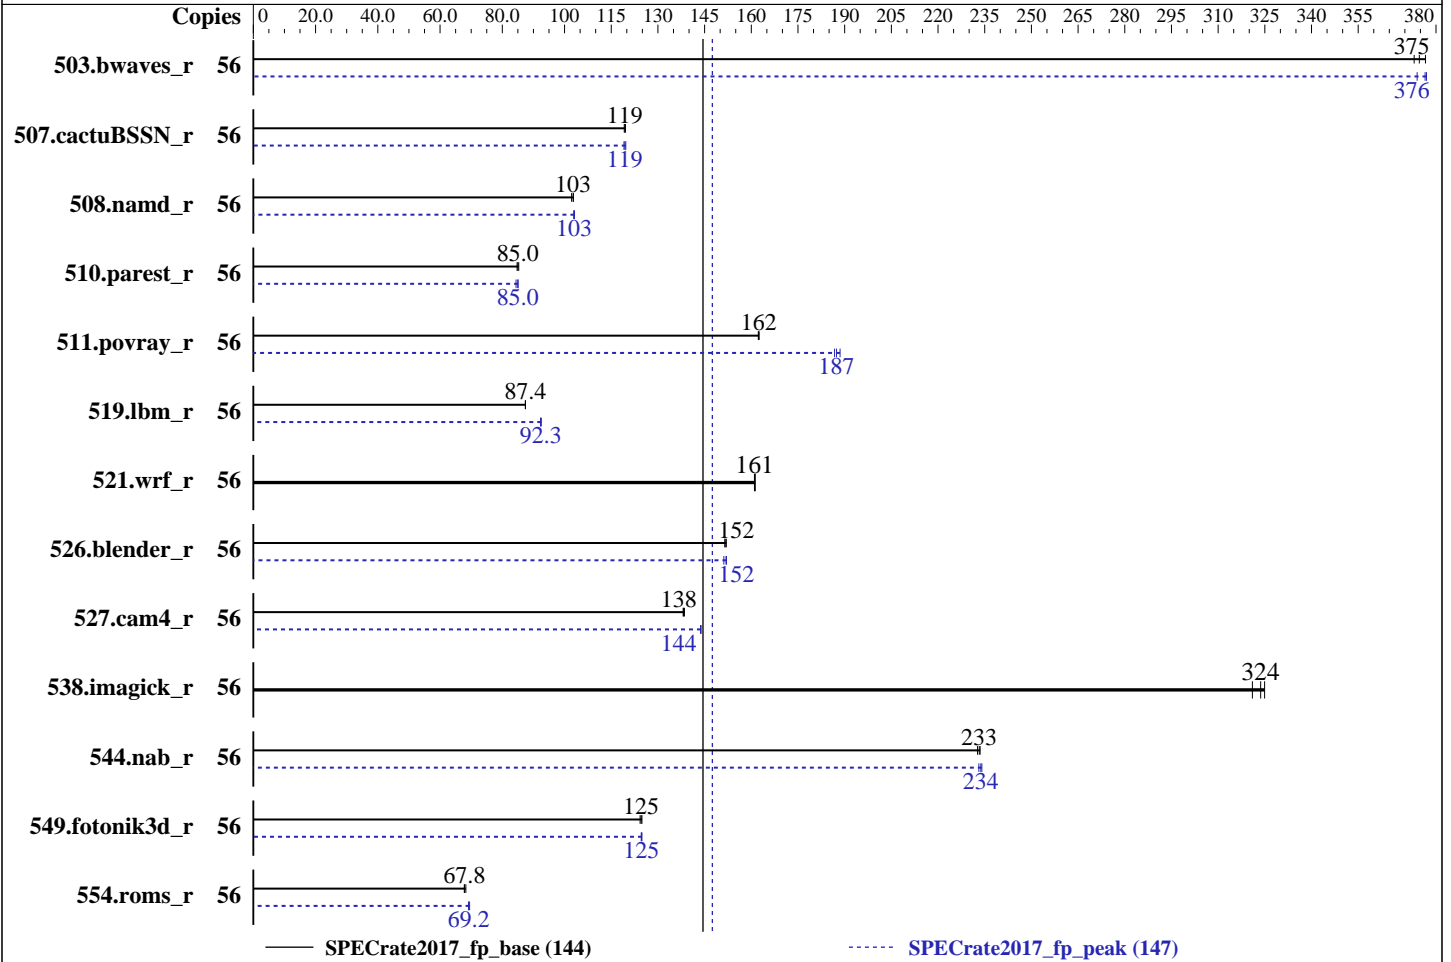 Copies 0 20.0 40.0 60.0 80.0 100 115 130 145 160 175 190 205 220 235 250 265 280 295 310 325 340 355 380
503.bwaves_r 56 375
376
507.cactuBSSN_r 56 119
119
508.namd_r 56 103
103
510.parest_r 56 85.0
85.0
511.povray_r 56 162
187
519.lbm_r 56 87.4
92.3
521.wrf_r 56 161
526.blender_r 56 152
152
527.cam4_r 56 138
144
538.imagick_r 56 324
544.nab_r 56 233
234
549.fotonik3d_r 56 125
125
554.roms_r 56 67.8
69.2
SPECrate2017_fp_base (144) SPECrate2017_fp_peak (147)